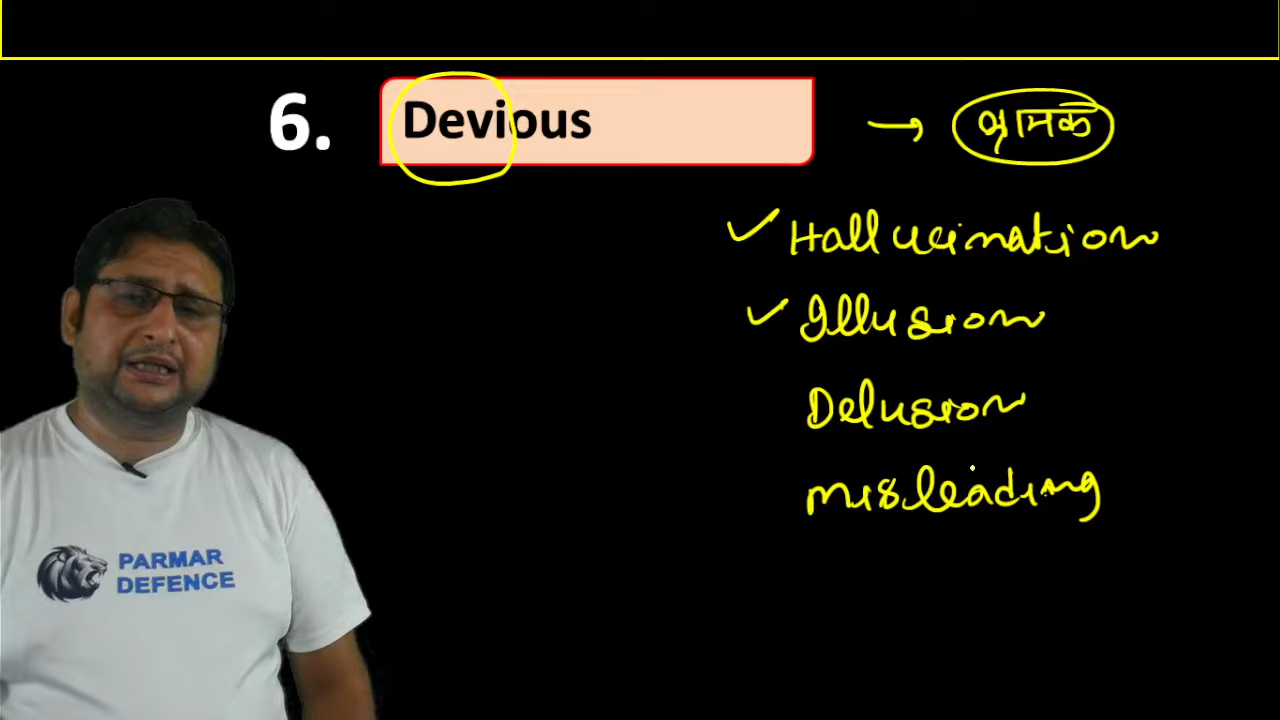 6. Devious → भ्रामक
✓ Hallucination
✓ Illusion
Delusion
misleading
PARMAR
DEFENCE